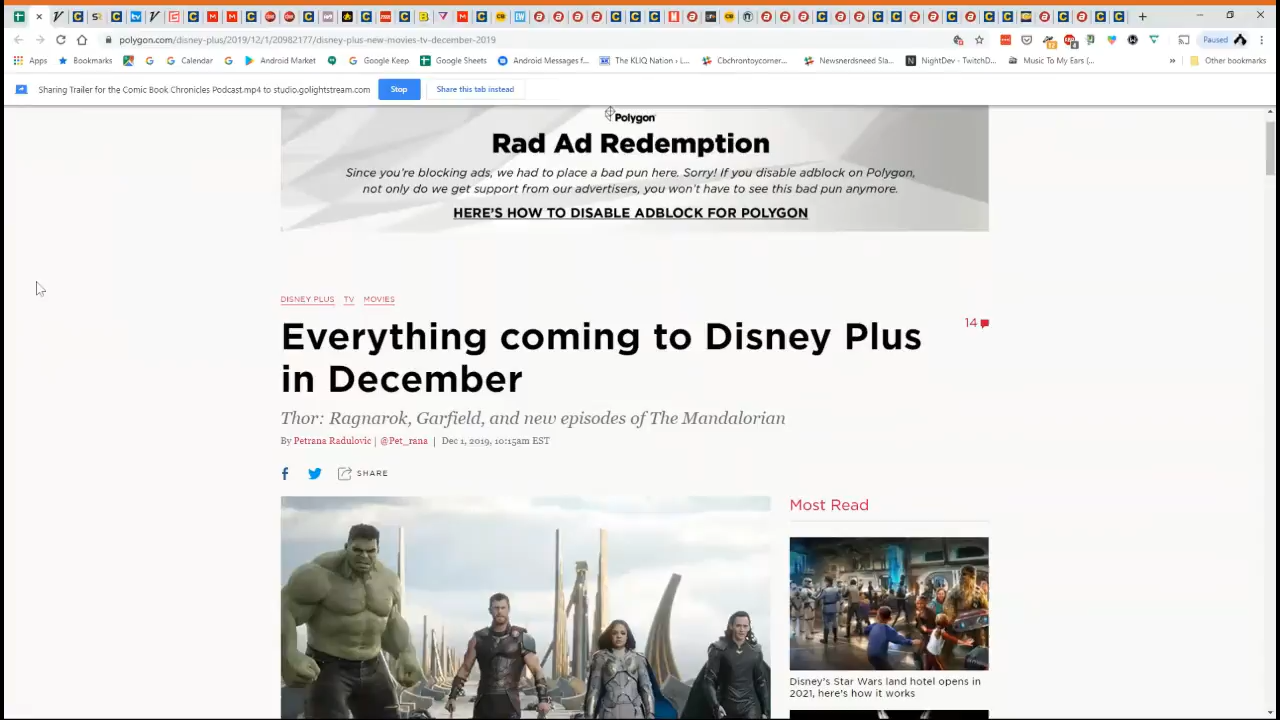 polygon.com/disney-plus/2019/12/1/20982177/disney-plus-new-movies-tv-december-2019
Paused
Apps
Bookmarks
Calendar
Android Market
Google Keep
Google Sheets
Android Messages f...
The KLIQ Nation › L...
Cbchrontoycorner...
Newsnerdsneed Sla...
NightDev - TwitchD...
Music To My Ears (...
»
Other bookmarks
Sharing Trailer for the Comic Book Chronicles Podcast.mp4 to studio.golightstream.com
Stop
Share this tab instead
Polygon
Rad Ad Redemption
Since you're blocking ads, we had to place a bad pun here. Sorry! If you disable adblock on Polygon,
not only do we get support from our advertisers, you won't have to see this bad pun anymore.
HERE'S HOW TO DISABLE ADBLOCK FOR POLYGON
DISNEY PLUS TV MOVIES
14
Everything coming to Disney Plus
in December
Thor: Ragnarok, Garfield, and new episodes of The Mandalorian
By Petrana Radulovic | @Pet_rana | Dec 1, 2019, 10:15am EST
SHARE
Most Read
Disney's Star Wars land hotel opens in
2021, here's how it works